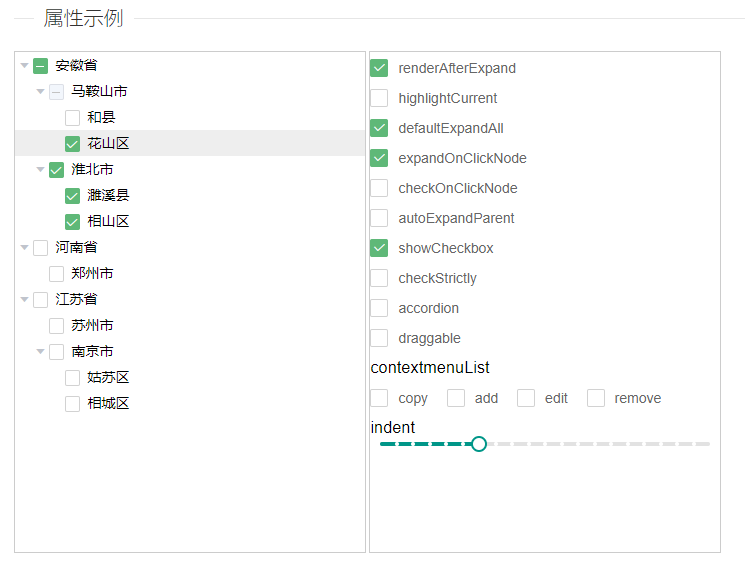 属性示例
安徽省
马鞍山市
和县
花山区
淮北市
濉溪县
相山区
河南省
郑州市
江苏省
苏州市
南京市
姑苏区
相城区
renderAfterExpand
highlightCurrent
defaultExpandAll
expandOnClickNode
checkOnClickNode
autoExpandParent
showCheckbox
checkStrictly
accordion
draggable
contextmenuList
copy add edit remove
indent